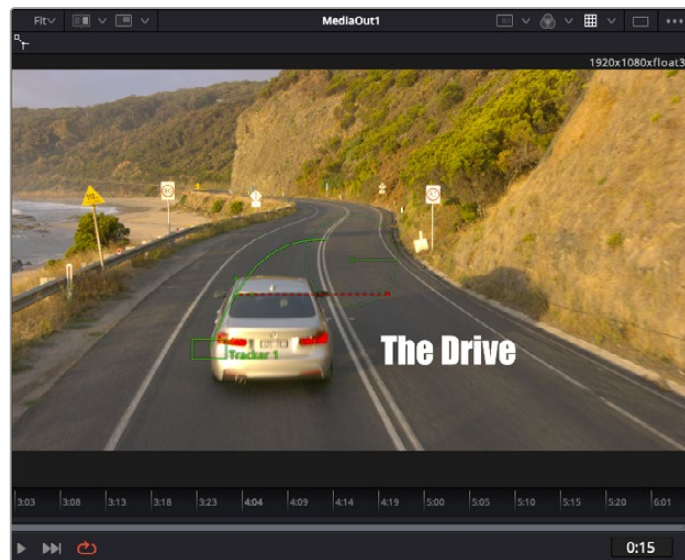 Fit MediaOut1
1920x1080xfloat3
Tracker 1
The Drive
3:03 3:08 3:13 3:18 3:23 4:04 4:09 4:14 4:19 5:00 5:05 5:10 5:15 5:20 6:01
0:15